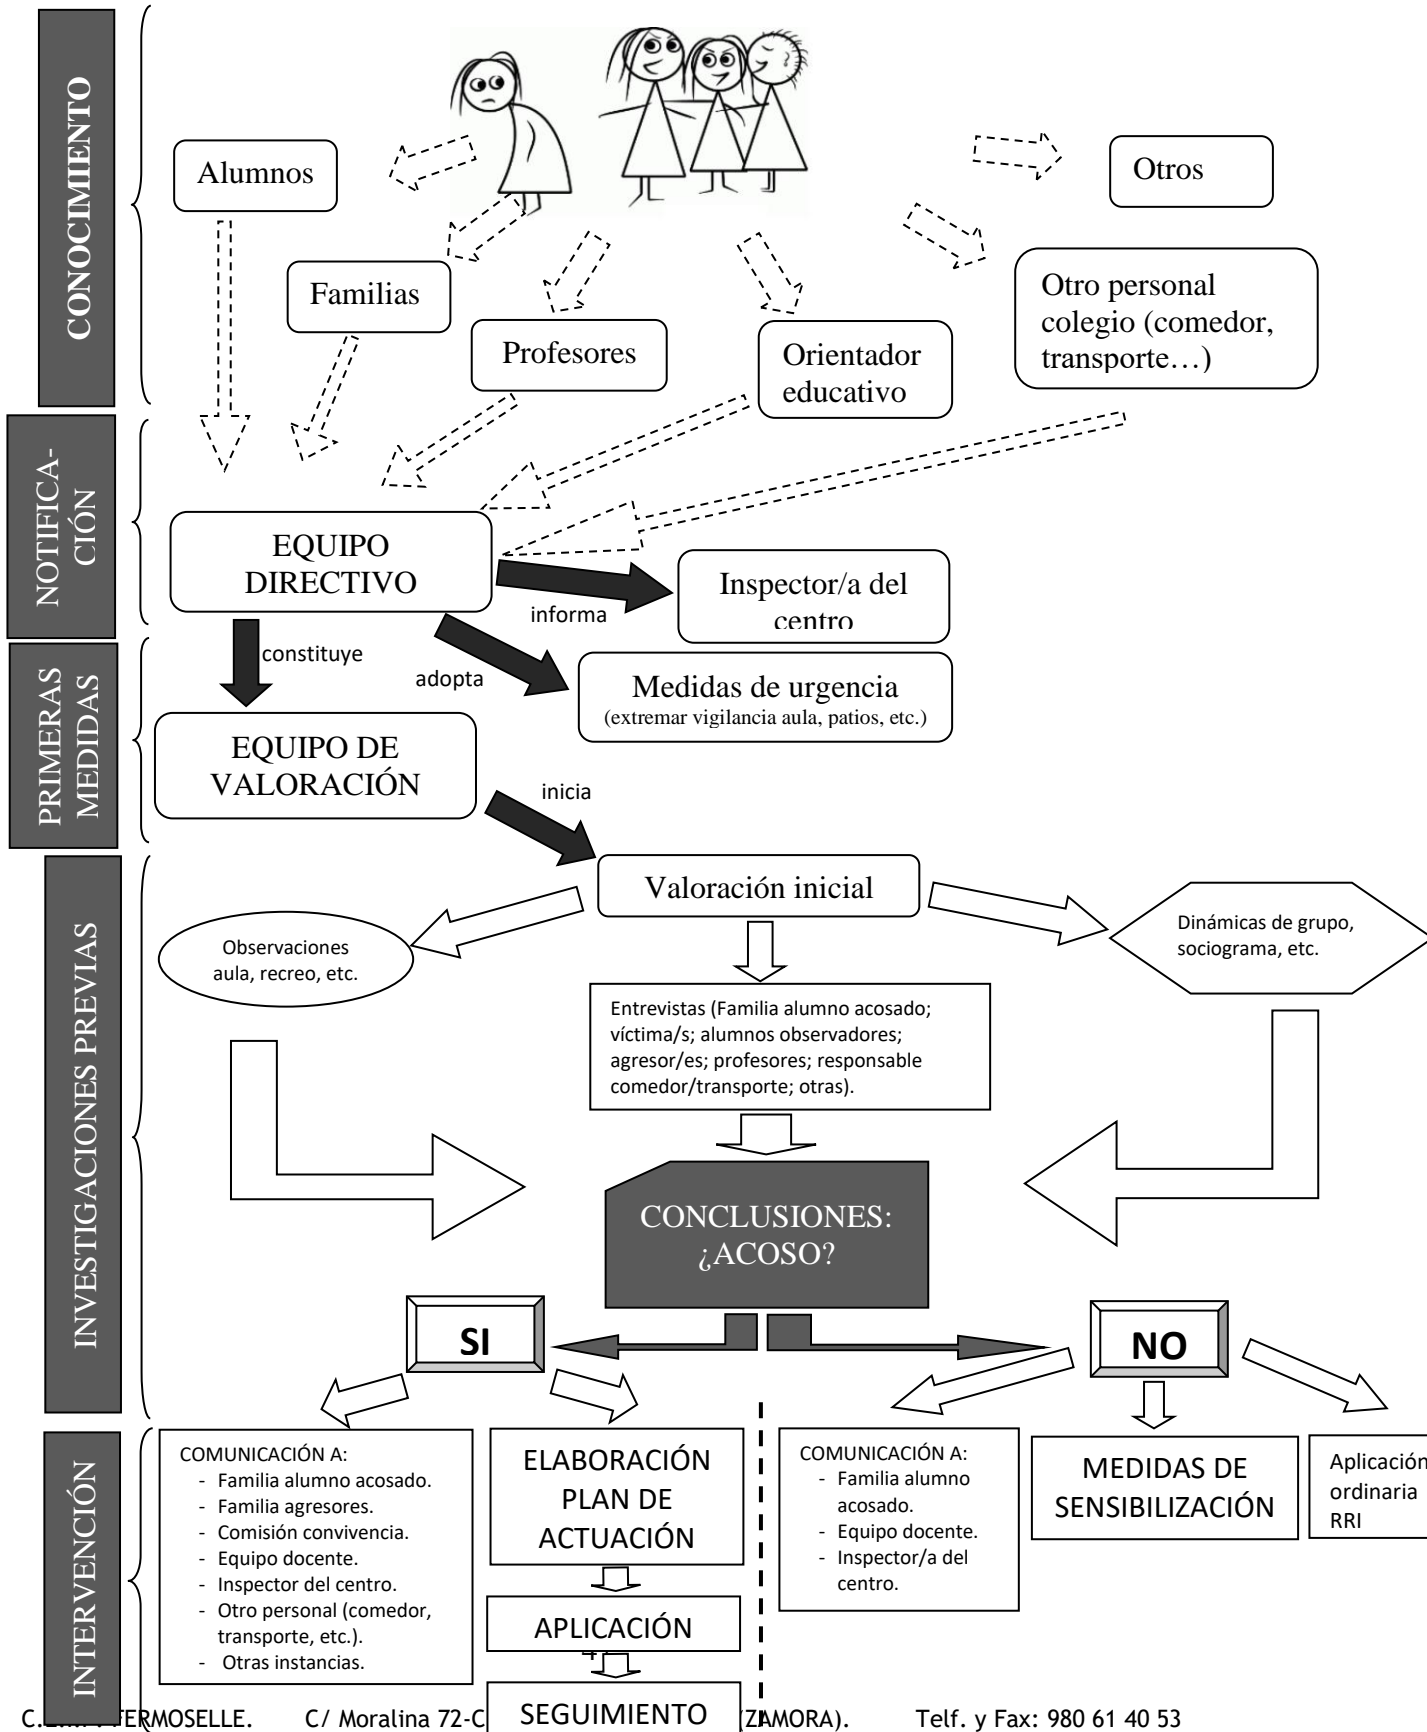 CONOCIMIENTO
Alumnos
Otros
Familias
Otro personal
colegio (comedor,
transporte…)
Profesores
Orientador
educativo
NOTIFICA-
CIÓN
EQUIPO
DIRECTIVO
informa
Inspector/a del
centro
PRIMERAS
MEDIDAS
constituye
adopta
Medidas de urgencia
(extremar vigilancia aula, patios, etc.)
EQUIPO DE
VALORACIÓN
inicia
INVESTIGACIONES PREVIAS
Valoración inicial
Observaciones
aula, recreo, etc.
Dinámicas de grupo,
sociograma, etc.
Entrevistas (Familia alumno acosado;
víctima/s; alumnos observadores;
agresor/es; profesores; responsable
comedor/transporte; otras).
CONCLUSIONES:
¿ACOSO?
SI
NO
INTERVENCIÓN
COMUNICACIÓN A:
- Familia alumno acosado.
- Familia agresores.
- Comisión convivencia.
- Equipo docente.
- Inspector del centro.
- Otro personal (comedor,
transporte, etc.).
- Otras instancias.
ELABORACIÓN
PLAN DE
ACTUACIÓN
APLICACIÓN
SEGUIMIENTO
COMUNICACIÓN A:
- Familia alumno
acosado.
- Equipo docente.
- Inspector/a del
centro.
MEDIDAS DE
SENSIBILIZACIÓN
Aplicación
ordinaria
RRI
FERMOSELLE. C/ Moralina 72-C (ZAMORA). Telf. y Fax: 980 61 40 53